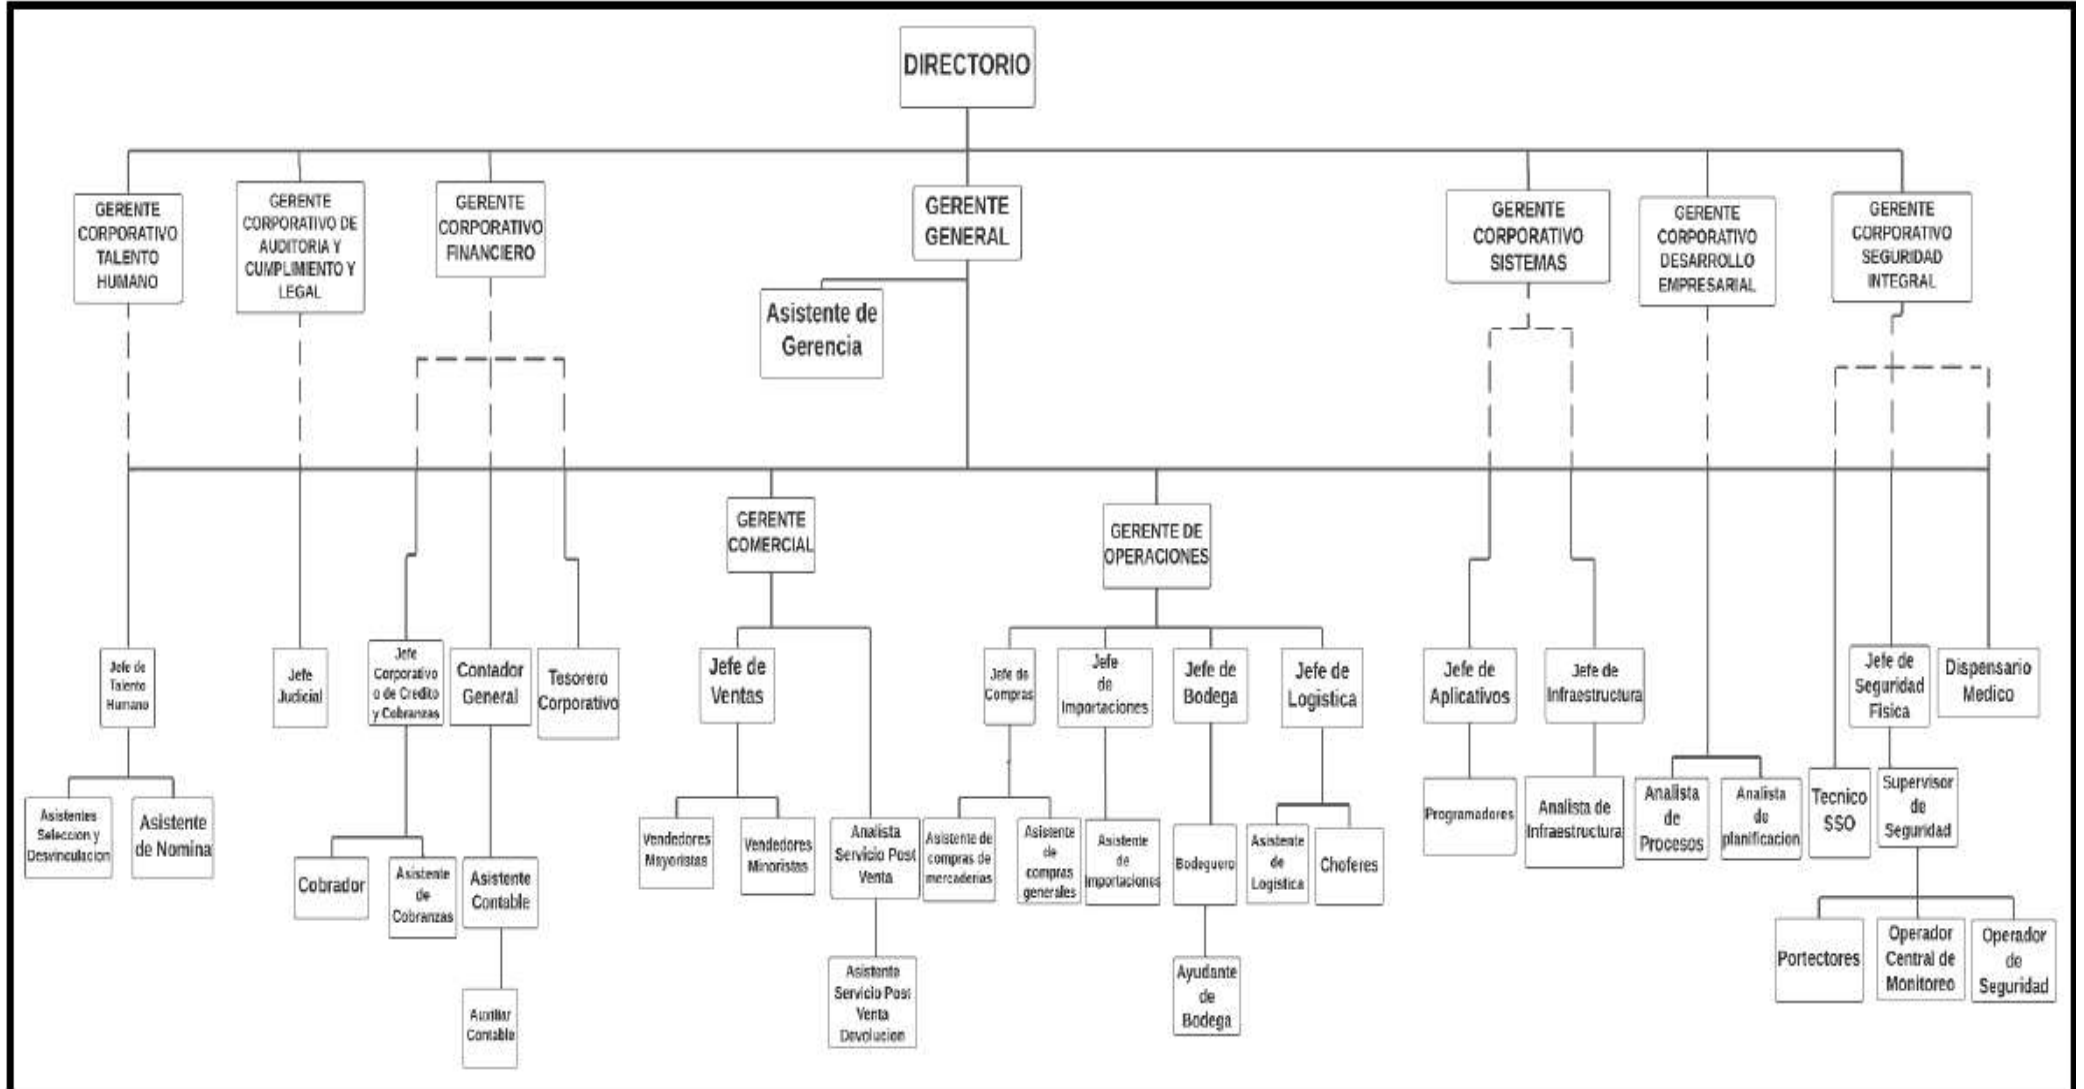 DIRECTORIO
GERENTE
CORPORATIVO
TALENTO
HUMANO
GERENTE
CORPORATIVO DE
AUDITORIA Y
CUMPLIMIENTO Y
LEGAL
GERENTE
CORPORATIVO
FINANCIERO
GERENTE
GENERAL
GERENTE
CORPORATIVO
SISTEMAS
GERENTE
CORPORATIVO
DESARROLLO
EMPRESARIAL
GERENTE
CORPORATIVO
SEGURIDAD
INTEGRAL
Asistente de
Gerencia
GERENTE
COMERCIAL
GERENTE DE
OPERACIONES
Jefe de
Talento
Humano
Jefe
Judicial
Jefe
Corporativo
o de Credito
y Cobranzas
Contador
General
Tesorero
Corporativo
Jefe de
Ventas
Jefe de
Compras
Jefe
de
Importaciones
Jefe de
Bodega
Jefe de
Logistica
Jefe de
Aplicativos
Jefe de
Infraestructura
Jefe de
Seguridad
Fisica
Dispensario
Medico
Asistentes
Seleccion y
Desvinculacion
Asistente
de Nomina
Cobrador
Asistente
de
Cobranzas
Asistente
Contable
Vendedores
Mayoristas
Vendedores
Minoristas
Analista
Servicio Post
Venta
Asistente de
compras de
mercaderias
Asistente
de
compras
generales
Asistente
de
Importaciones
Bodeguero
Asistente
de
Logistica
Choferes
Programadores
Analista de
Infraestructura
Analista
de
Procesos
Analista
de
planificacion
Tecnico
SSO
Supervisor
de
Seguridad
Auxiliar
Contable
Asistente
Servicio Post
Venta
Devolucion
Ayudante
de
Bodega
Portectores
Operador
Central de
Monitoreo
Operador
de
Seguridad